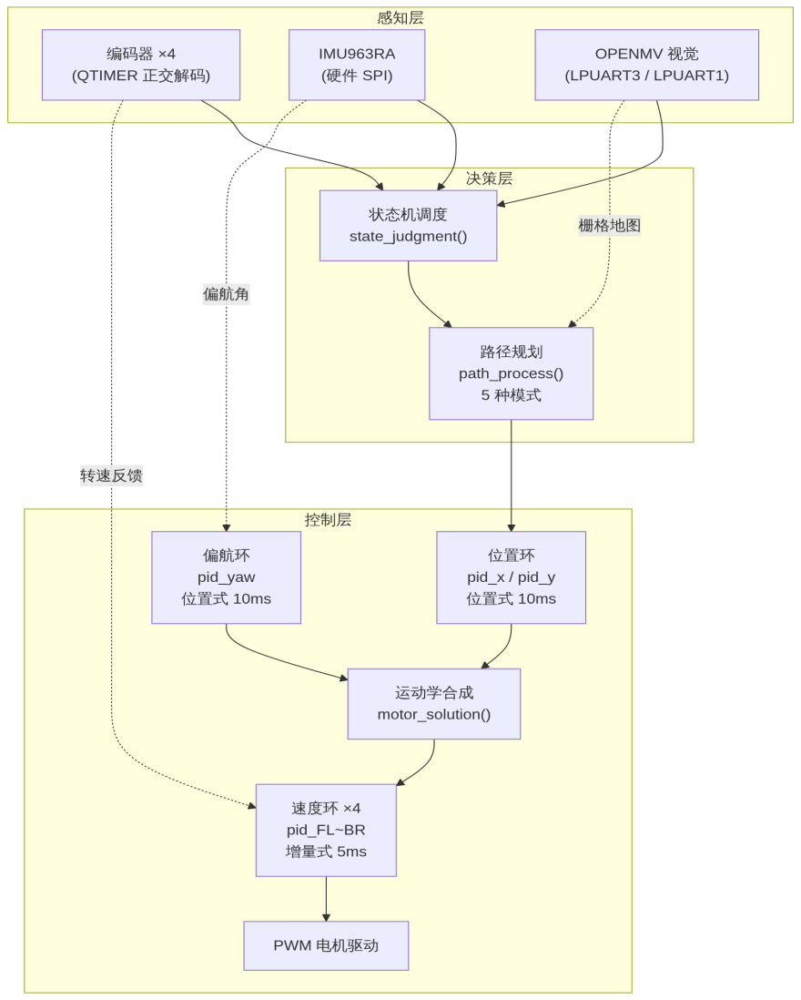 感知层
编码器 ×4
(QTIMER 正交解码)
IMU963RA
(硬件 SPI)
OPENMV 视觉
(LPUART3 / LPUART1)
决策层
状态机调度
state_judgment()
栅格地图
偏航角
路径规划
path_process()
5 种模式
转速反馈
控制层
偏航环
pid_yaw
位置式 10ms
位置环
pid_x / pid_y
位置式 10ms
运动学合成
motor_solution()
速度环 ×4
pid_FL~BR
增量式 5ms
PWM 电机驱动